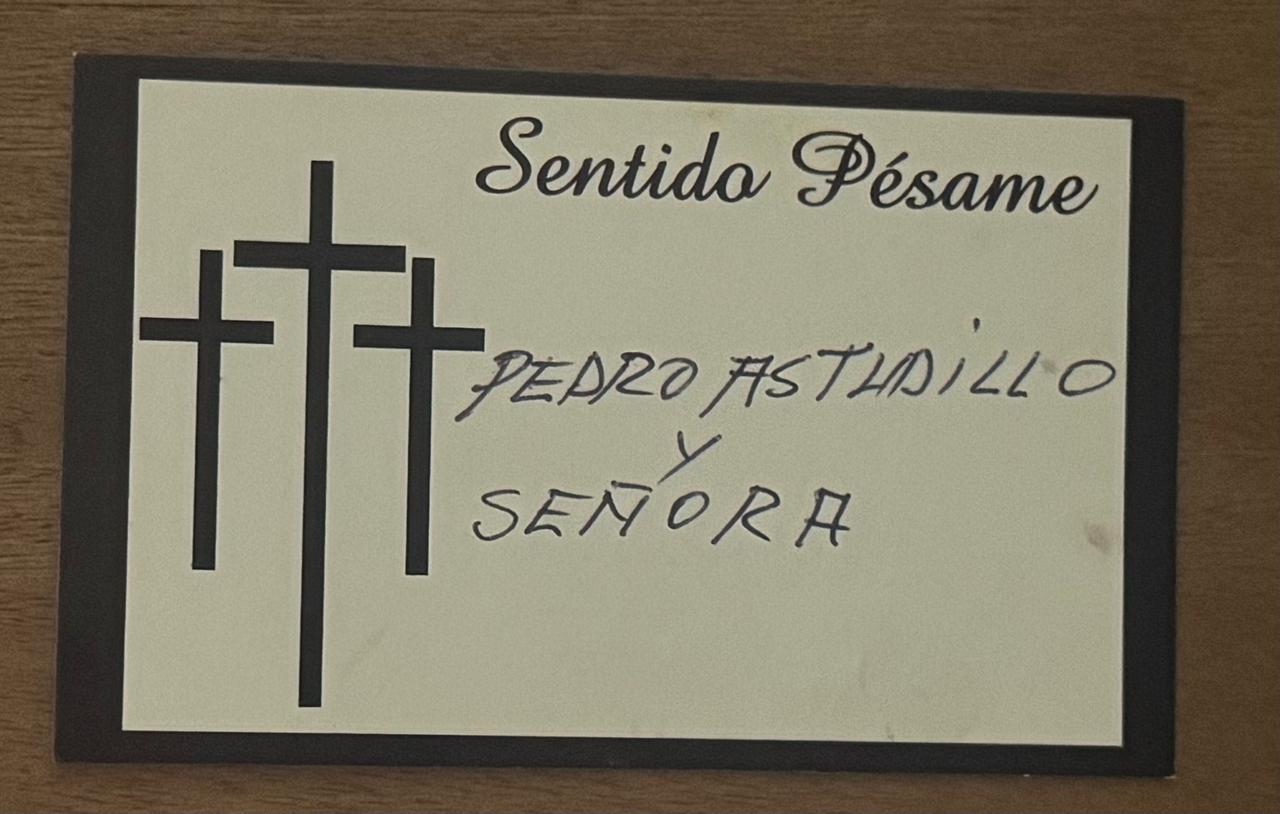 Sentido Pésame
PEDRO ASTUDiLLO
Y
SEÑORA